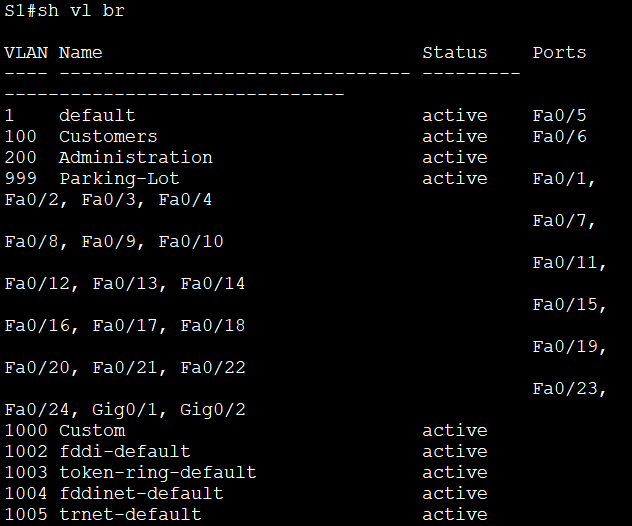 S1#sh vl br
VLAN Name                             Status    Ports
---- -------------------------------- ---------
-------------------------------
1    default                          active    Fa0/5
100  Customers                        active    Fa0/6
200  Administration                   active
999  Parking-Lot                      active    Fa0/1,
Fa0/2, Fa0/3, Fa0/4
                                                Fa0/7,
Fa0/8, Fa0/9, Fa0/10
                                                Fa0/11,
Fa0/12, Fa0/13, Fa0/14
                                                Fa0/15,
Fa0/16, Fa0/17, Fa0/18
                                                Fa0/19,
Fa0/20, Fa0/21, Fa0/22
                                                Fa0/23,
Fa0/24, Gig0/1, Gig0/2
1000 Custom                           active
1002 fddi-default                     active
1003 token-ring-default               active
1004 fddinet-default                  active
1005 trnet-default                    active